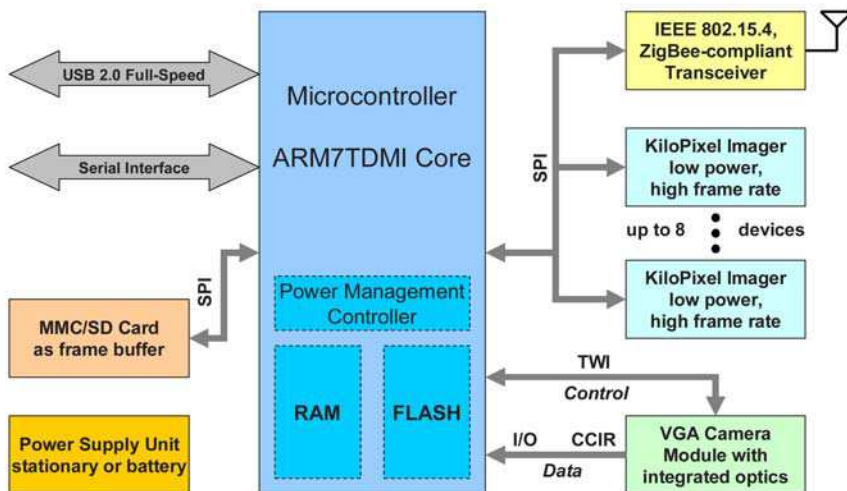 USB 2.0 Full-Speed
Serial Interface
SPI
MMC/SD Card
as frame buffer
Power Supply Unit
stationary or battery
Microcontroller
ARM7TDMI Core
Power Management
Controller
RAM
FLASH
SPI
IEEE 802.15.4,
ZigBee-compliant
Transceiver
KiloPixel Imager
low power,
high frame rate
up to 8 devices
KiloPixel Imager
low power,
high frame rate
TWI
Control
I/O CCIR
Data
VGA Camera
Module with
integrated optics